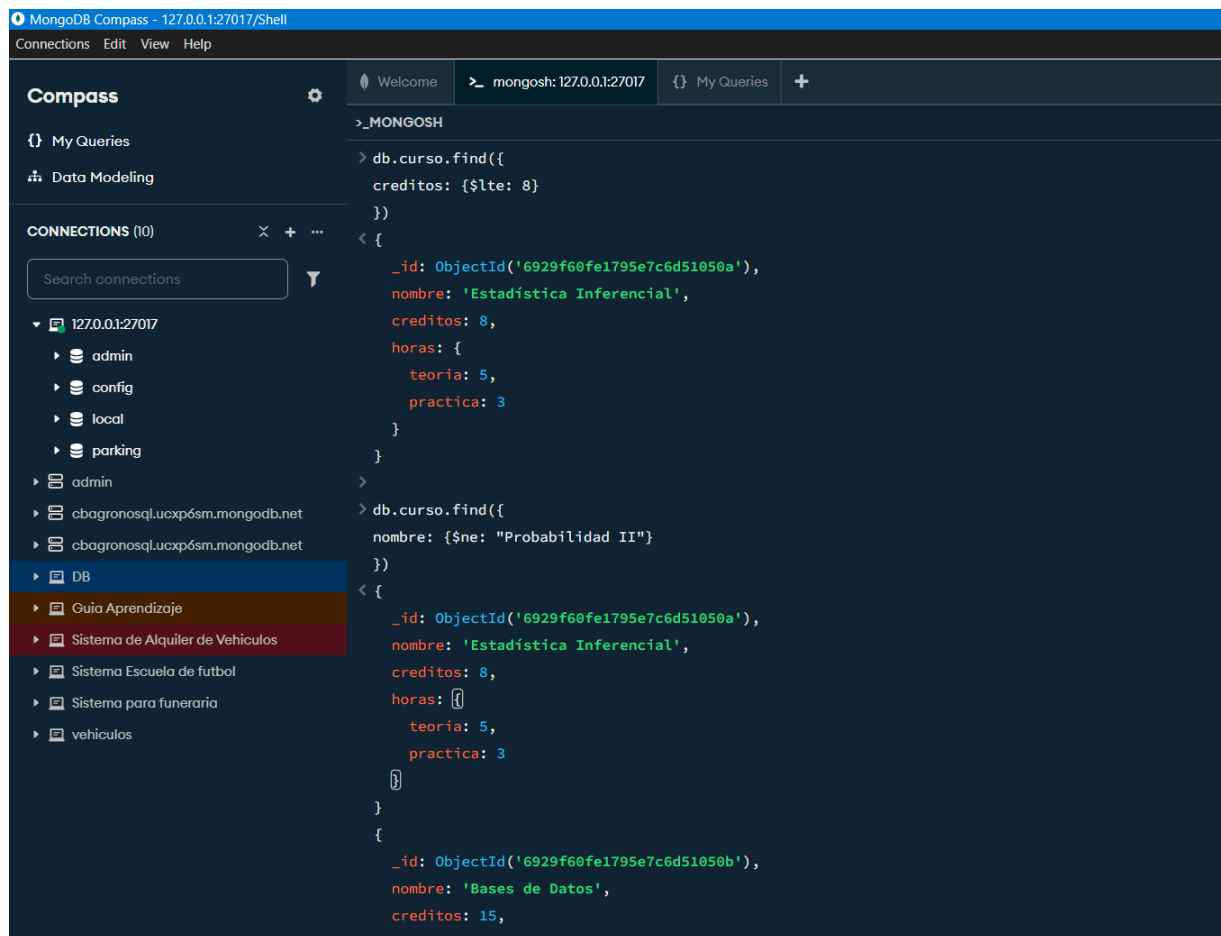 MongoDB Compass - 127.0.0.1:27017/Shell
Connections Edit View Help
Compass
{} My Queries
Data Modeling
CONNECTIONS (10)
Search connections
127.0.0.1:27017
admin
config
local
parking
admin
cbagronosql.ucxp6sm.mongodb.net
cbagronosql.ucxp6sm.mongodb.net
DB
Guia Aprendizaje
Sistema de Alquiler de Vehiculos
Sistema Escuela de futbol
Sistema para funeraria
vehiculos
Welcome >_ mongosh: 127.0.0.1:27017 {} My Queries +
>_MONGOSH
> db.curso.find({
creditos: {$lte: 8}
})
< {
_id: ObjectId('6929f60fe1795e7c6d51050a'),
nombre: 'Estadística Inferencial',
creditos: 8,
horas: {
teoria: 5,
practica: 3
}
}
>
> db.curso.find({
nombre: {$ne: "Probabilidad II"}
})
< {
_id: ObjectId('6929f60fe1795e7c6d51050a'),
nombre: 'Estadística Inferencial',
creditos: 8,
horas: {
teoria: 5,
practica: 3
}
}
{
_id: ObjectId('6929f60fe1795e7c6d51050b'),
nombre: 'Bases de Datos',
creditos: 15,